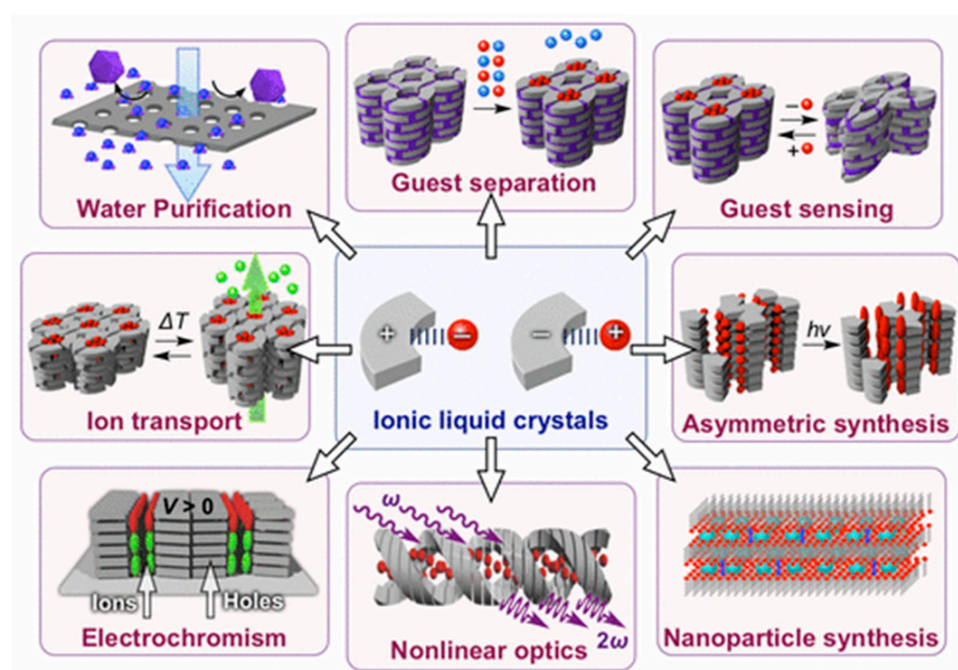 Water Purification
Guest separation
− +
Guest sensing
ΔT
Ion transport
+ −
− +
Ionic liquid crystals
hν
Asymmetric synthesis
V > 0
Ions
Holes
Electrochromism
ω
2ω
Nonlinear optics
Nanoparticle synthesis